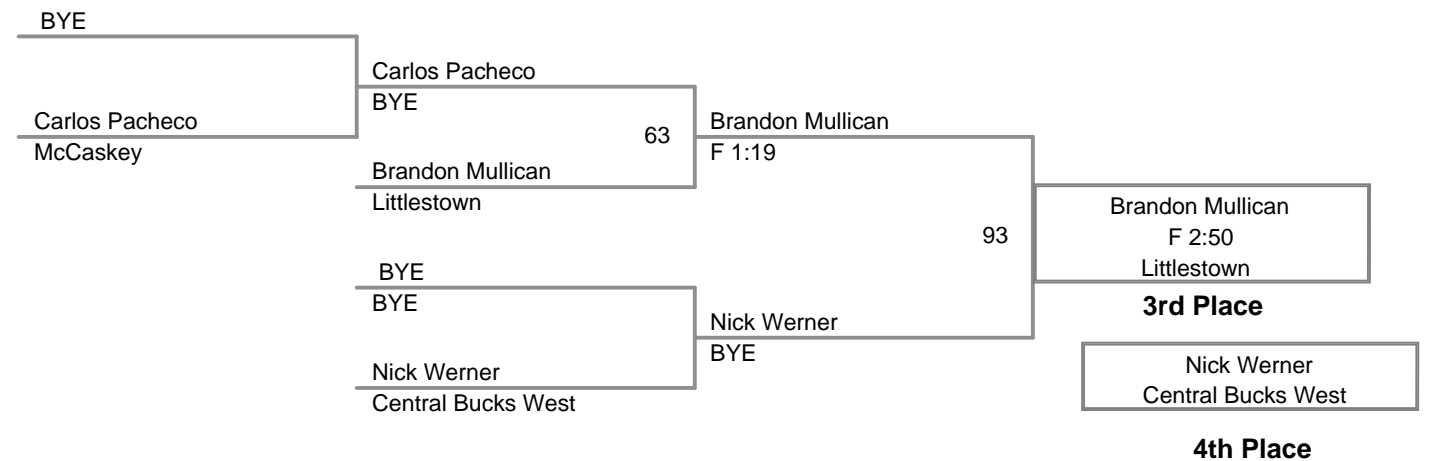 BYE
Carlos Pacheco
McCaskey
Carlos Pacheco
BYE
63
Brandon Mullican
Littlestown
BYE
BYE
Nick Werner
Central Bucks West
Brandon Mullican
F 1:19
93
Nick Werner
BYE
Brandon Mullican
F 2:50
Littlestown
3rd Place
Nick Werner
Central Bucks West
4th Place